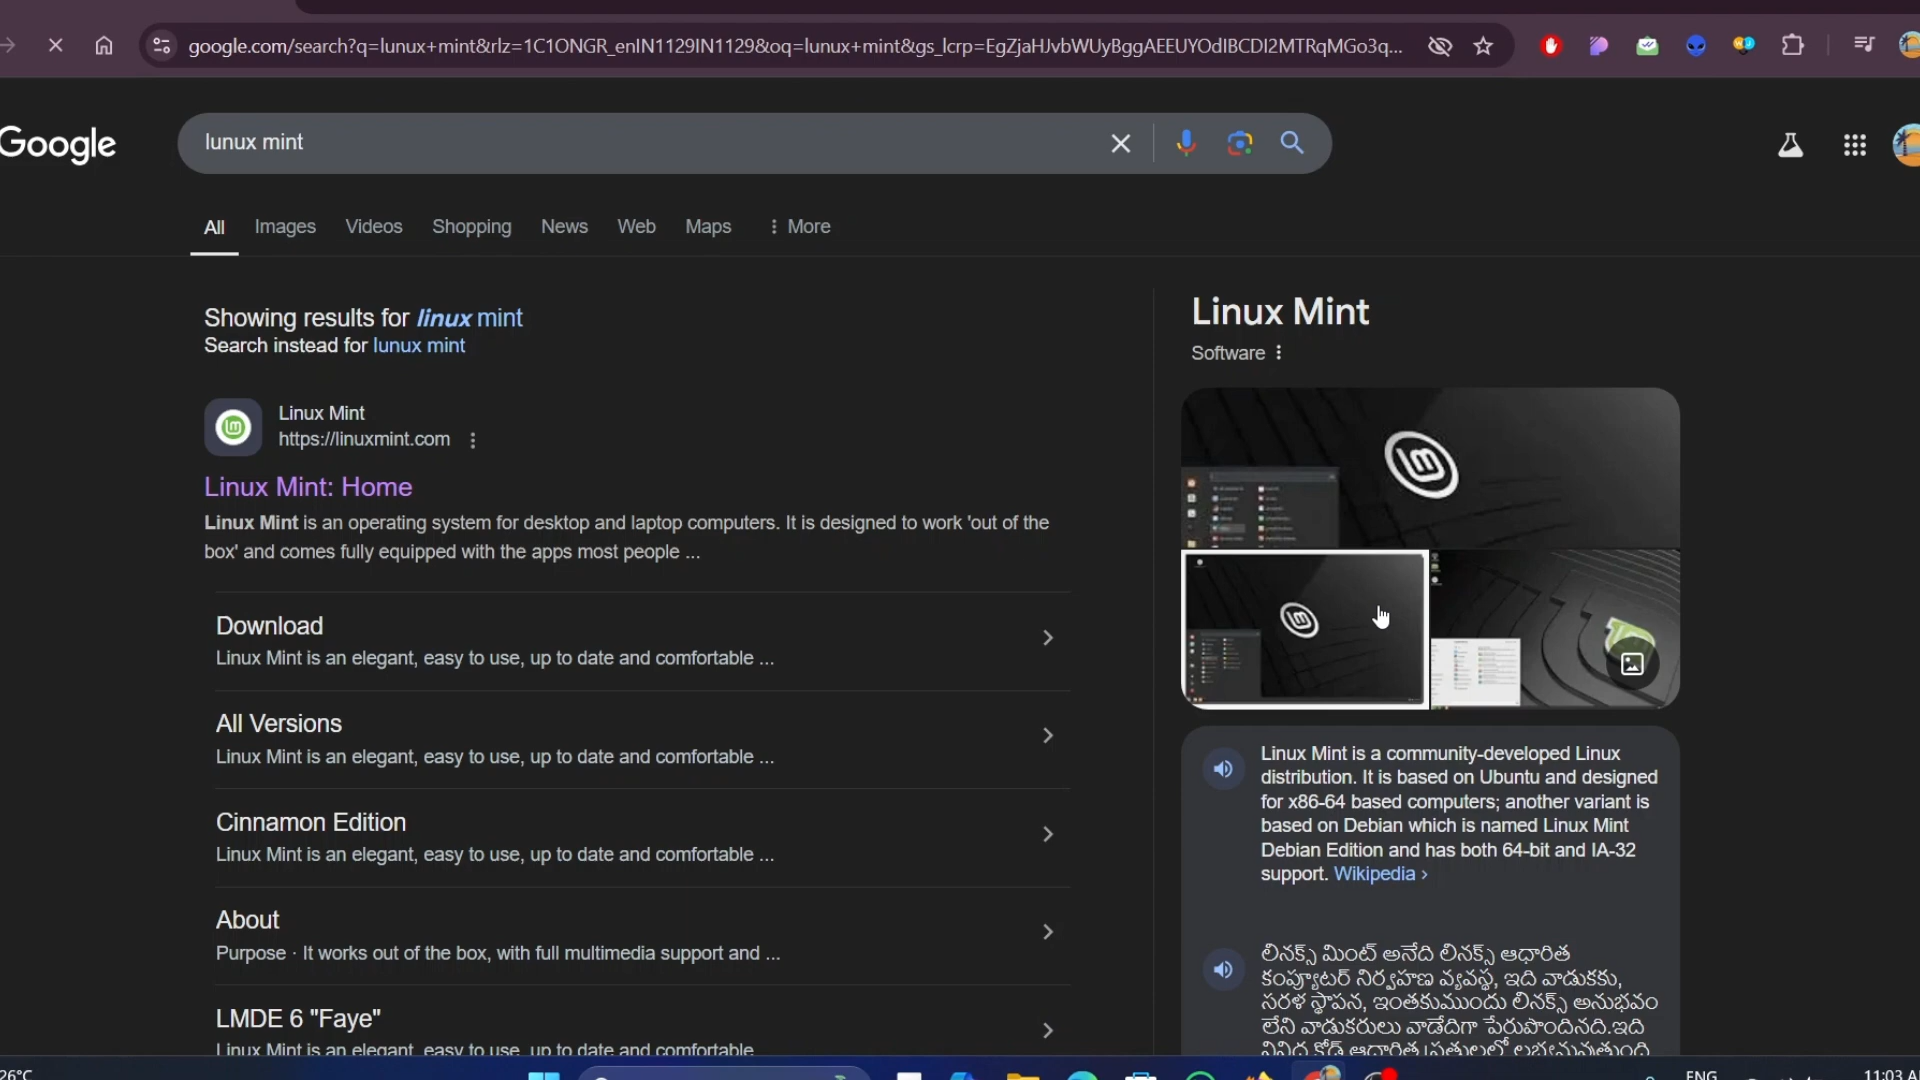 google.com/search?q=lunux+mint&rlz=1C1ONGR_enIN1129IN1129&oq=lunux+mint&gs_lcrp=EgZjaHJvbWUyBggAEEUYOdIBCDI2MTRqMGo3q...
Google
lunux mint
All Images Videos Shopping News Web Maps More
Showing results for linux mint
Search instead for lunux mint
Linux Mint
https://linuxmint.com
Linux Mint: Home
Linux Mint is an operating system for desktop and laptop computers. It is designed to work 'out of the
box' and comes fully equipped with the apps most people ...
Download
Linux Mint is an elegant, easy to use, up to date and comfortable ...
All Versions
Linux Mint is an elegant, easy to use, up to date and comfortable ...
Cinnamon Edition
Linux Mint is an elegant, easy to use, up to date and comfortable ...
About
Purpose · It works out of the box, with full multimedia support and ...
LMDE 6 "Faye"
Linux Mint is an elegant, easy to use, up to date and comfortable
Linux Mint
Software
Linux Mint is a community-developed Linux
distribution. It is based on Ubuntu and designed
for x86-64 based computers; another variant is
based on Debian which is named Linux Mint
Debian Edition and has both 64-bit and IA-32
support. Wikipedia ›
లినక్స్ మింట్ అనేది లినక్స్ ఆధారిత
కంప్యూటర్ నిర్వహణ వ్యవస్థ, ఇది వాడుకకు,
సరళ స్థాపన, ఇంతకుముందు లినక్స్ అనుభవం
లేని వాడుకరులు వాడేదిగా పేరుపొందినది.ఇది
వివిధ కోడ్ ఆధారిత ప్రతులలో లభ్యమవుతుంది
26°C
ENG
11:03 A